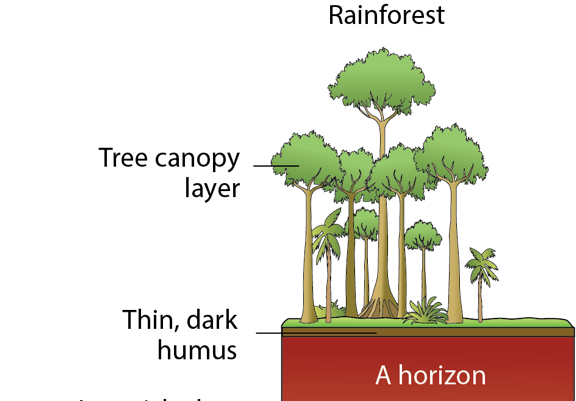 Rainforest
Tree canopy
layer
Thin, dark
humus
A horizon